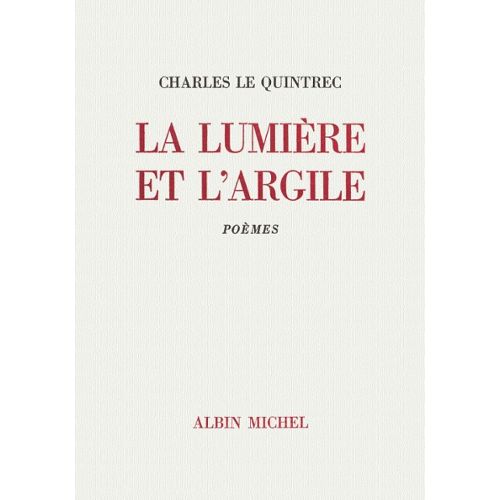 CHARLES LE QUINTREC
LA LUMIÈRE
ET L'ARGILE
POÈMES
ALBIN MICHEL